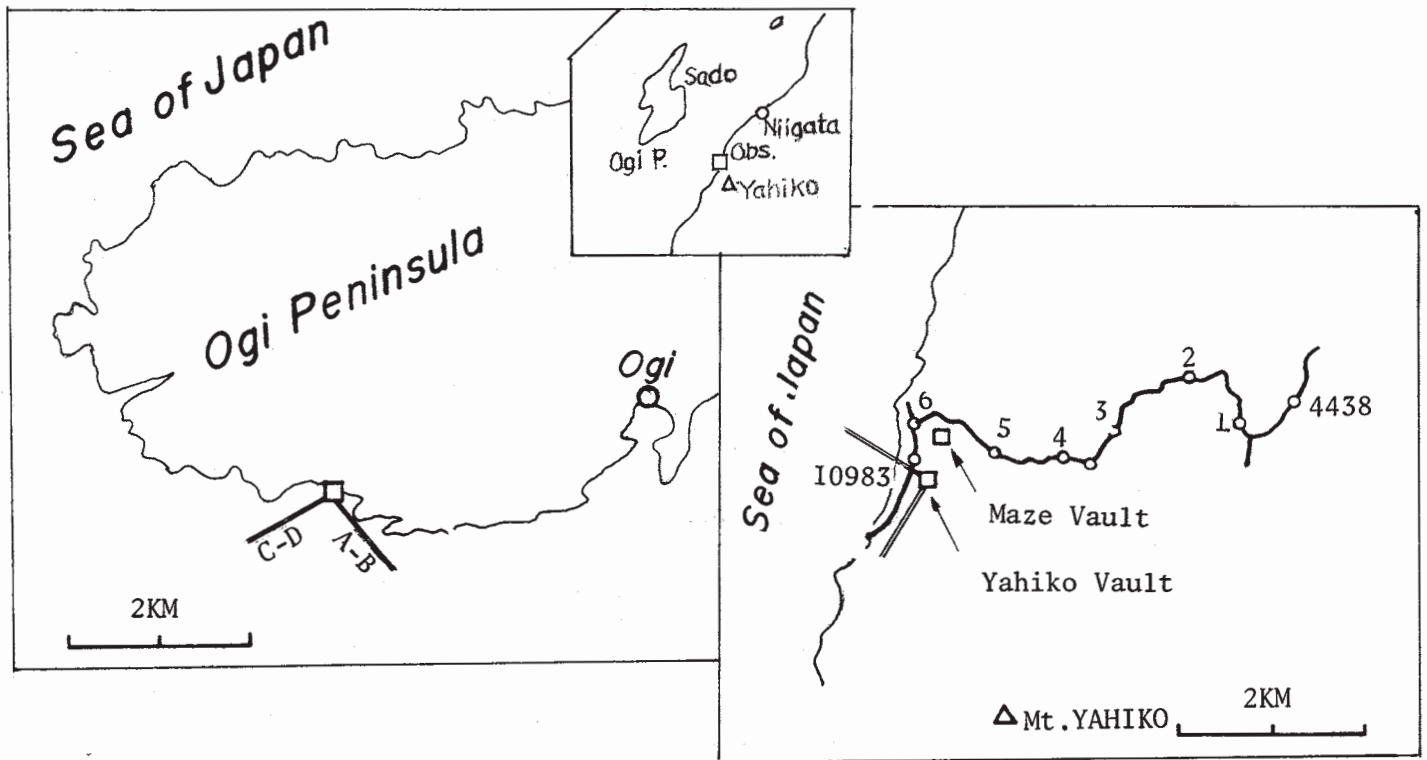 Sea of Japan
Sado
Niigata
Ogi P.
Obs.
Yahiko
Ogi Peninsula
Ogi
C-D
A-B
2KM
Sea of Japan
6
5
4
3
2
1
4438
I0983
Maze Vault
Yahiko Vault
Mt.YAHIKO
2KM